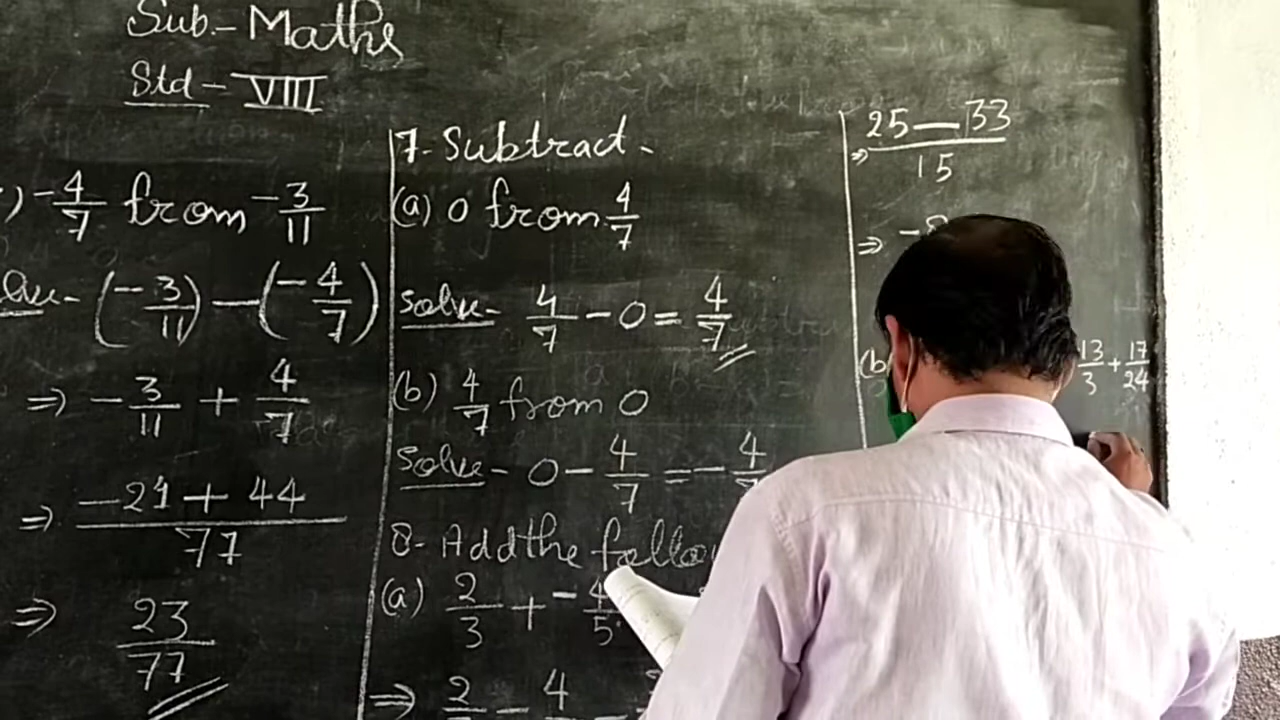 Sub.- Maths
Std - VIII
) -4/7 from -3/11
(-3/11) - (-4/7)
⇒ -3/11 + 4/7
⇒ -21 + 44 / 77
⇒ 23/77
7. Subtract -
(a) 0 from 4/7
Solve - 4/7 - 0 = 4/7
(b) 4/7 from 0
Solve - 0 - 4/7 = - 4/7
8- Add the
(a) 2/3 + -4/5
⇒ 2 - 4 -
⇒ 25 - 33 / 15
⇒ -8
(b 13/3 + 17/24